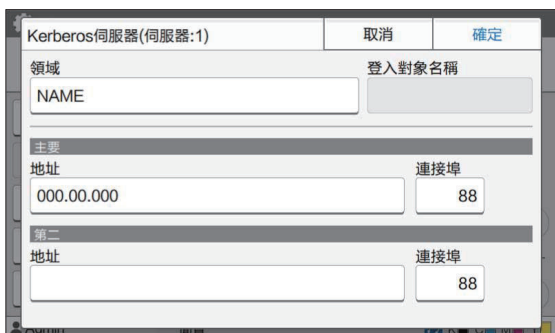 Kerberos伺服器(伺服器:1) 取消 確定
領域 登入對象名稱
NAME
主要
地址 連接埠
000.00.000 88
第二
地址 連接埠
88
Admin